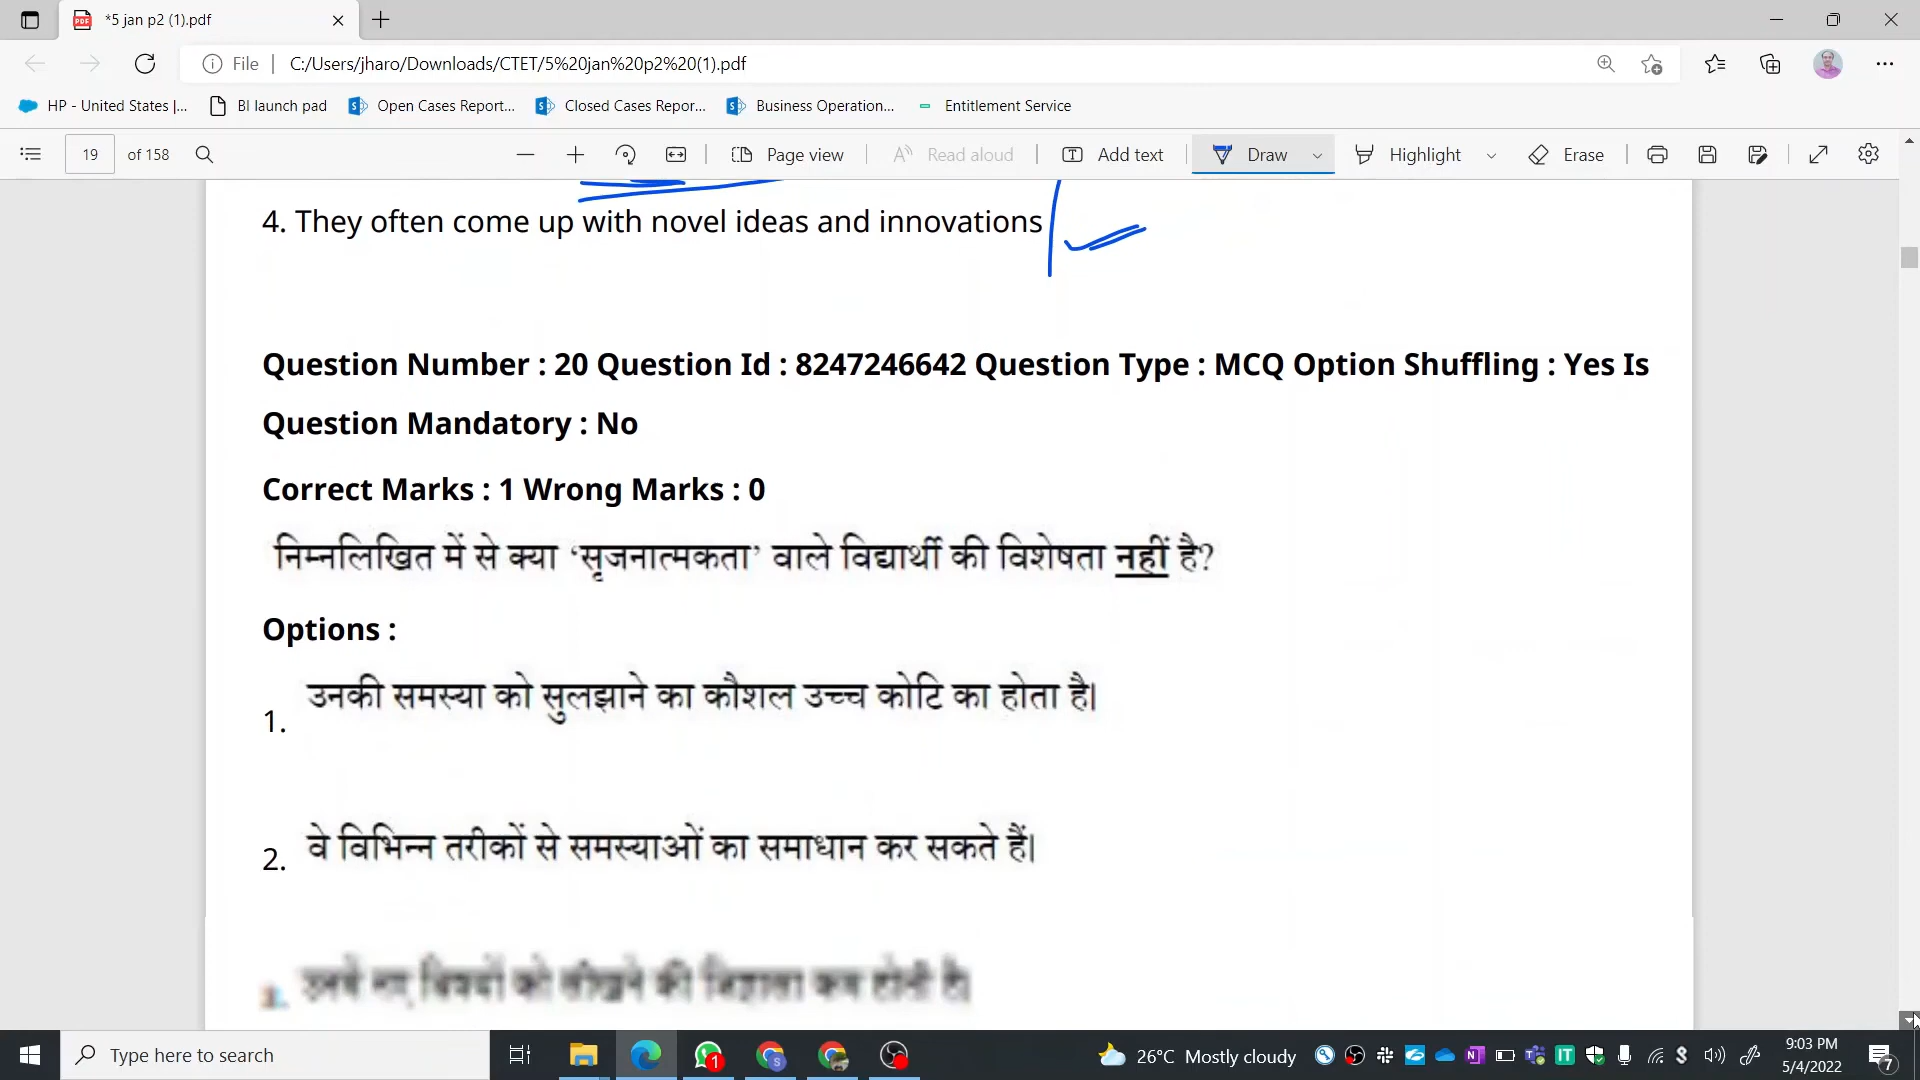 *5 jan p2 (1).pdf
File
C:/Users/jharo/Downloads/CTET/5%20jan%20p2%20(1).pdf
HP - United States |... BI launch pad Open Cases Report... Closed Cases Repor... Business Operation... Entitlement Service
19 of 158 Page view Read aloud Add text Draw Highlight Erase
4. They often come up with novel ideas and innovations
Question Number : 20 Question Id : 8247246642 Question Type : MCQ Option Shuffling : Yes Is
Question Mandatory : No
Correct Marks : 1 Wrong Marks : 0
निम्नलिखित में से क्या ‘सृजनात्मकता’ वाले विद्यार्थी की विशेषता नहीं है?
Options :
1. उनकी समस्या को सुलझाने का कौशल उच्च कोटि का होता है।
2. वे विभिन्न तरीकों से समस्याओं का समाधान कर सकते हैं।
को की होती है।
Type here to search
1
26°C Mostly cloudy
9:03 PM
5/4/2022
7